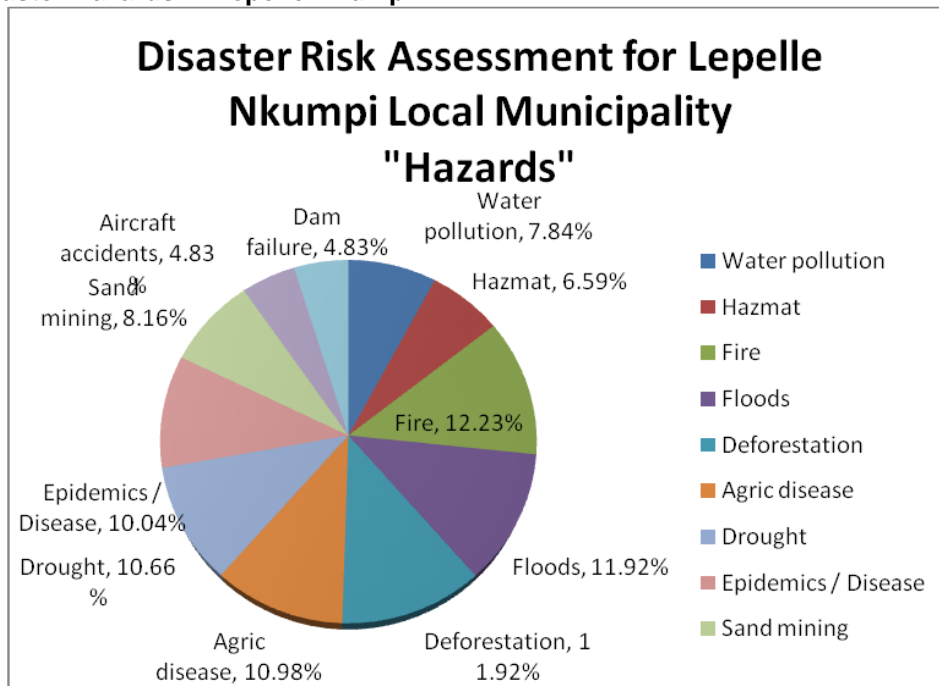 Disaster Risk Assessment for Lepelle
Nkumpi Local Municipality
"Hazards"
Water
pollution, 7.84%
Hazmat, 6.59%
Fire, 12.23%
Floods, 11.92%
Deforestation, 1
1.92%
Agric
disease, 10.98%
Drought, 10.66
%
Epidemics /
Disease, 10.04%
Sand
mining, 8.16%
Aircraft
accidents, 4.83
%
Dam
failure, 4.83%
Water pollution
Hazmat
Fire
Floods
Deforestation
Agric disease
Drought
Epidemics / Disease
Sand mining